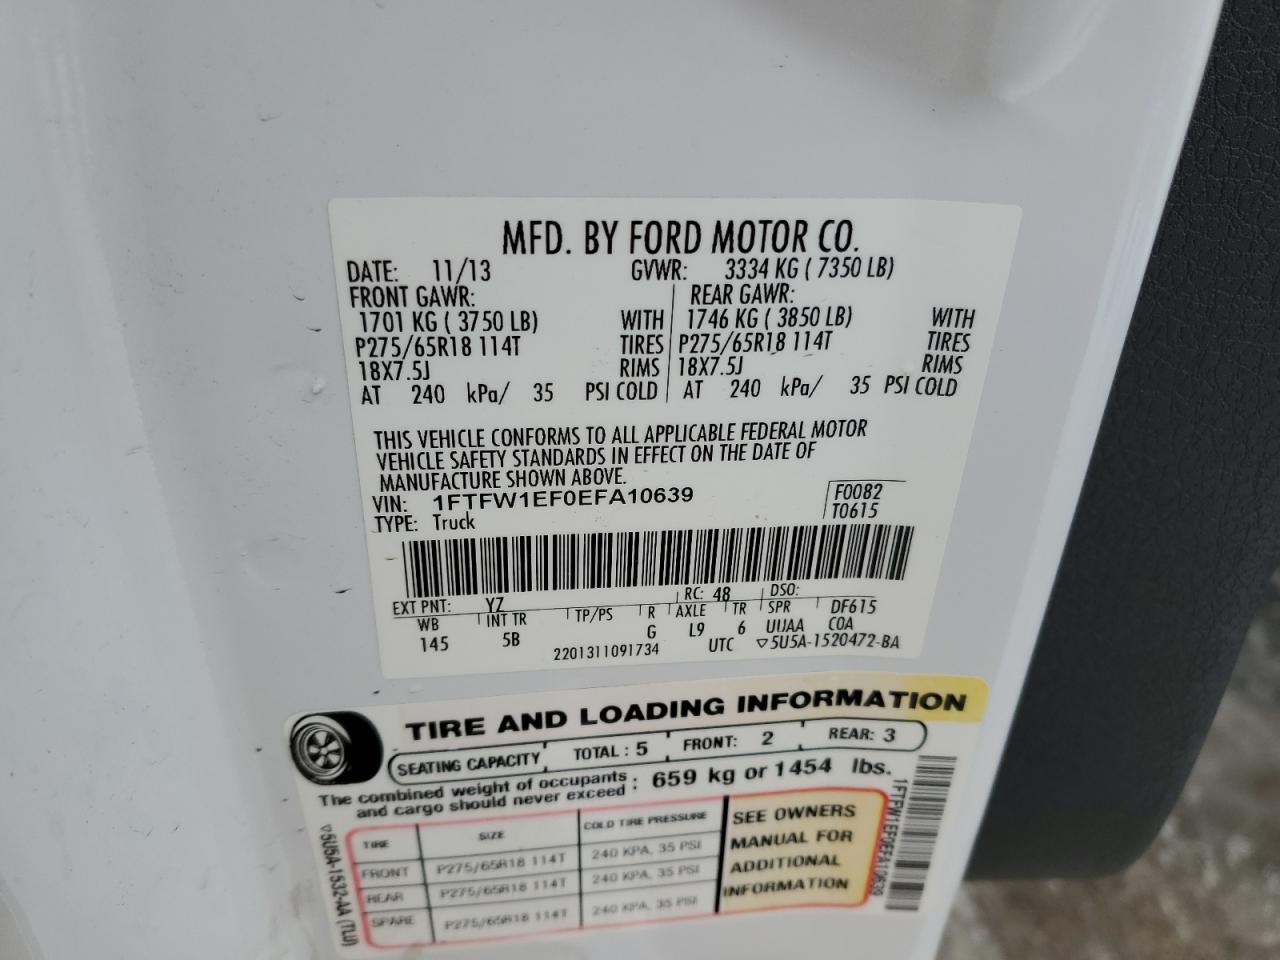 MFD. BY FORD MOTOR CO.
DATE: 11/13 GVWR: 3334 KG ( 7350 LB)
FRONT GAWR: REAR GAWR:
1701 KG ( 3750 LB) WITH 1746 KG ( 3850 LB) WITH
P275/65R18 114T TIRES P275/65R18 114T TIRES
18X7.5J RIMS 18X7.5J RIMS
AT 240 kPa/ 35 PSI COLD AT 240 kPa/ 35 PSI COLD
THIS VEHICLE CONFORMS TO ALL APPLICABLE FEDERAL MOTOR
VEHICLE SAFETY STANDARDS IN EFFECT ON THE DATE OF
MANUFACTURE SHOWN ABOVE.
VIN: 1FTFW1EF0EFA10639 F0082
TYPE: Truck T0615
EXT PNT: YZ RC: 48 DSO:
WB INT TR TP/PS R AXLE TR SPR DF615
145 5B G L9 6 UUAA COA
2201311091734 UTC ▽5U5A-1520472-BA
TIRE AND LOADING INFORMATION
SEATING CAPACITY TOTAL : 5 FRONT: 2 REAR: 3
The combined weight of occupants : 659 kg or 1454 lbs.
and cargo should never exceed :
TIRE SIZE COLD TIRE PRESSURE
FRONT P275/65R18 114T 240 KPA, 35 PSI
REAR P275/65R18 114T 240 KPA, 35 PSI
SPARE P275/65R18 114T 240 KPA, 35 PSI
SEE OWNERS
MANUAL FOR
ADDITIONAL
INFORMATION
▽5U5A-1532-AA (TLU)
1FTFW1EF0EFA10639